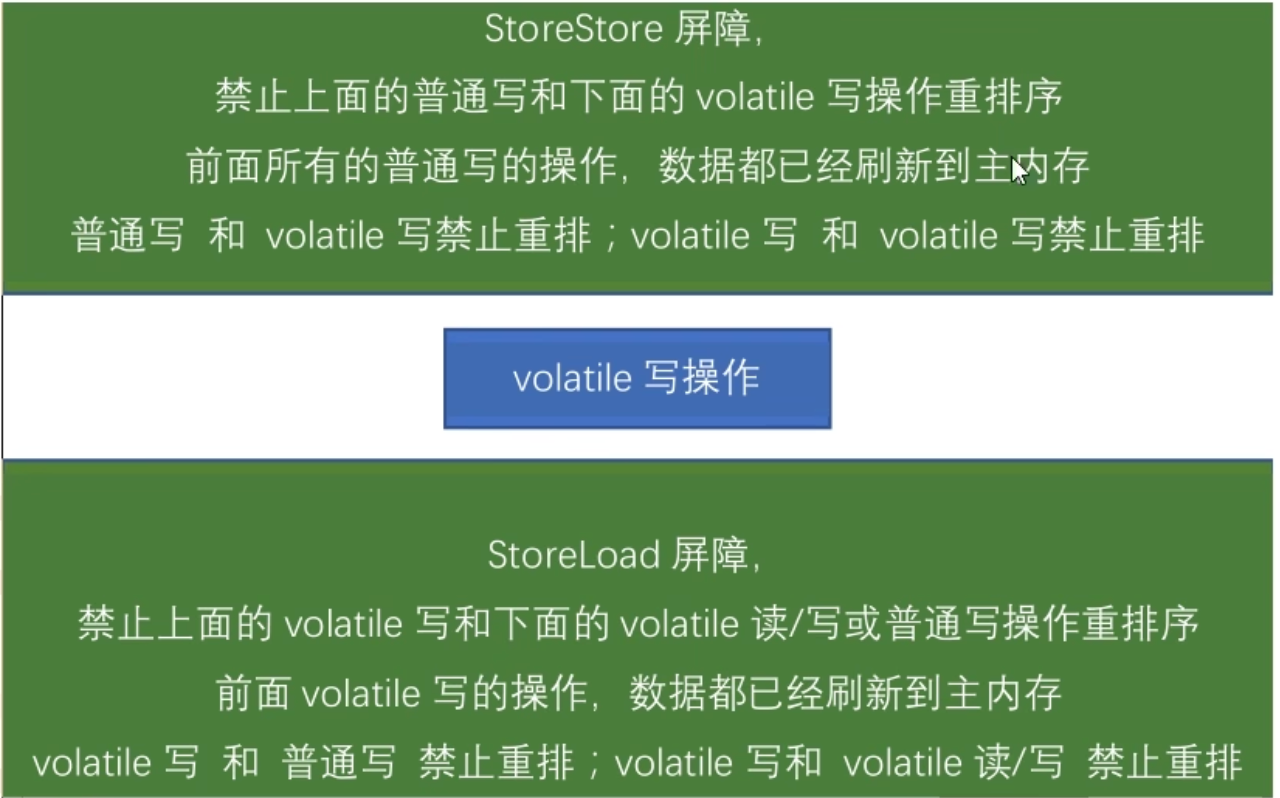 StoreStore 屏障，
禁止上面的普通写和下面的 volatile 写操作重排序
前面所有的普通写的操作，数据都已经刷新到主内存
普通写 和 volatile 写禁止重排；volatile 写 和 volatile 写禁止重排
volatile 写操作
StoreLoad 屏障，
禁止上面的 volatile 写和下面的 volatile 读/写或普通写操作重排序
前面 volatile 写的操作，数据都已经刷新到主内存
volatile 写 和 普通写 禁止重排；volatile 写和 volatile 读/写 禁止重排